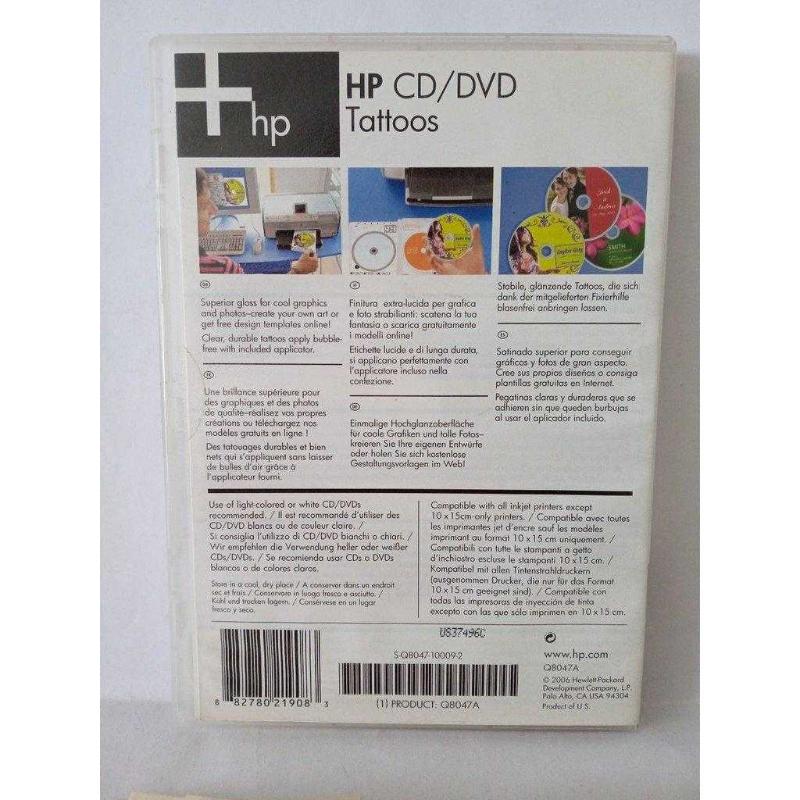 hp
HP CD/DVD
Tattoos
Superior gloss for cool graphics
and photos–create your own art or
get free design templates online!
Clear, durable tattoos apply bubble-
free with included applicator.
Une brillance supérieure pour
des graphiques et des photos
de qualité–réalisez vos propres
créations ou téléchargez nos
modèles gratuits en ligne !
Des tatouages durables et bien
nets qui s'appliquent sans laisser
de bulles d'air grâce à
l'applicateur fourni.
Finitura extra-lucida per grafica
e foto strabilianti: scatena la tua
fantasia o scarica gratuitamente
i modelli online!
Etichette lucide e di lunga durata,
si applicano perfettamente con
l'applicatore incluso nella
confezione.
Einmalige Hochglanzoberfläche
für coole Grafiken und tolle Fotos–
kreieren Sie Ihre eigenen Entwürfe
oder holen Sie sich kostenlose
Gestaltungsvorlagen im Web!
Stabile, glänzende Tattoos, die sich
dank der mitgelieferten Fixierhilfe
blasenfrei anbringen lassen.
Satinado superior para conseguir
gráficos y fotos de gran aspecto.
Cree sus propios diseños o consiga
plantillas gratuitas en Internet.
Pegatinas claras y duraderas que se
adhieren sin que queden burbujas
al usar el aplicador incluido.
Use of light-colored or white CD/DVDs
recommended. / Il est recommandé d'utiliser des
CD/DVD blancs ou de couleur claire. /
Si consiglia l'utilizzo di CD/DVD bianchi o chiari. /
Wir empfehlen die Verwendung heller oder weißer
CDs/DVDs. / Se recomienda usar CDs o DVDs
blancos o de colores claros.
Store in a cool, dry place / A conserver dans un endroit
sec et frais / Conservare in luogo fresco e asciutto. /
Kühl und trocken lagern. / Consérvese en un lugar
fresco y seco.
Compatible with all inkjet printers except
10 x 15cm-only printers. / Compatible avec toutes
les imprimantes jet d'encre sauf les modèles
imprimant au format 10 x 15 cm uniquement. /
Compatibili con tutte le stampanti a getto
d'inchiostro escluse le stampanti 10 x 15 cm. /
Kompatibel mit allen Tintenstrahldruckern
(ausgenommen Drucker, die nur für das Format
10 x 15 cm geeignet sind). / Compatible con
todas las impresoras de inyección de tinta
excepto con las que sólo imprimen en 10 x 15 cm.
US37496C
S-Q8047-10009-2
8 82780 21908 3
(1) PRODUCT: Q8047A
www.hp.com
Q8047A
© 2006 Hewlett-Packard
Development Company, L.P.
Palo Alto, CA USA 94304
Product of U.S.